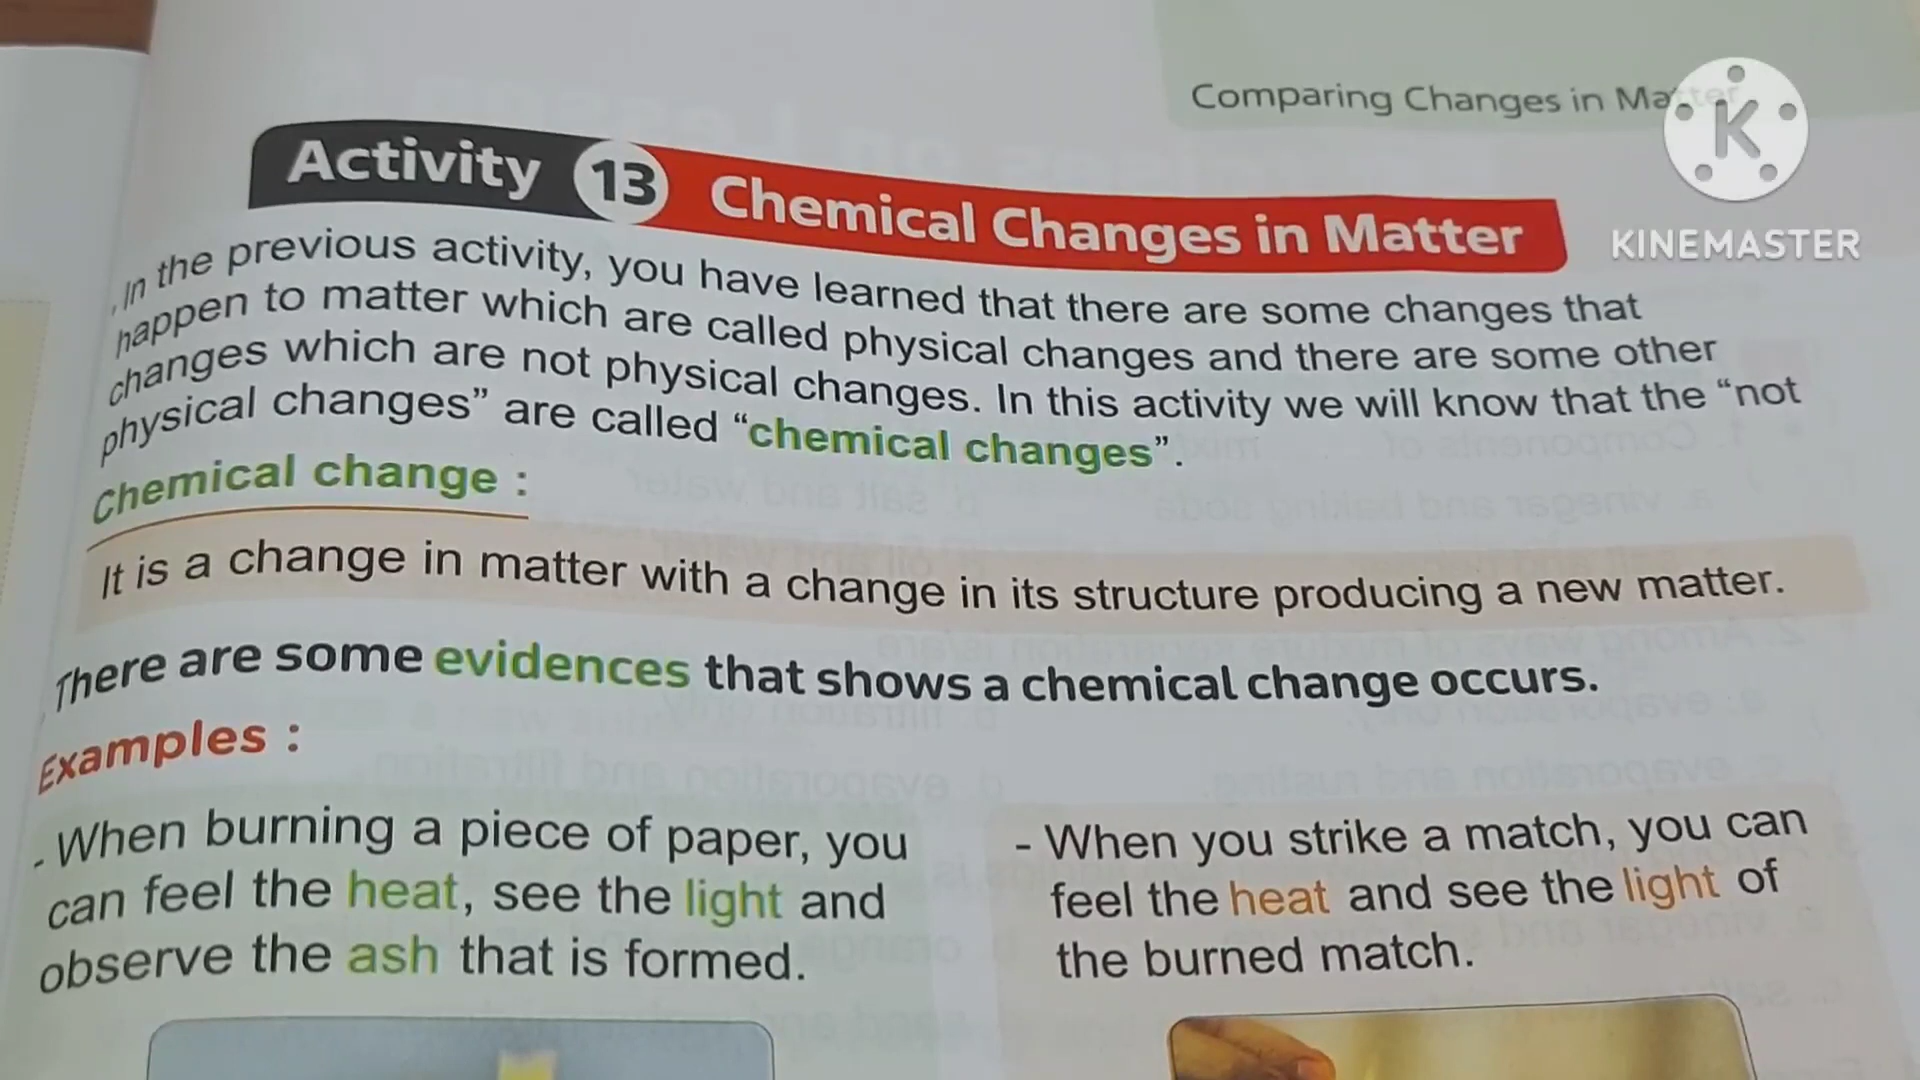 Comparing Changes in Matter
K
KINEMASTER
Activity 13 Chemical Changes in Matter
In the previous activity, you have learned that there are some changes that
happen to matter which are called physical changes and there are some other
changes which are not physical changes. In this activity we will know that the “not
physical changes” are called “chemical changes”.
Chemical change :
It is a change in matter with a change in its structure producing a new matter.
There are some evidences that shows a chemical change occurs.
Examples :
- When burning a piece of paper, you
can feel the heat, see the light and
observe the ash that is formed.
- When you strike a match, you can
feel the heat and see the light of
the burned match.